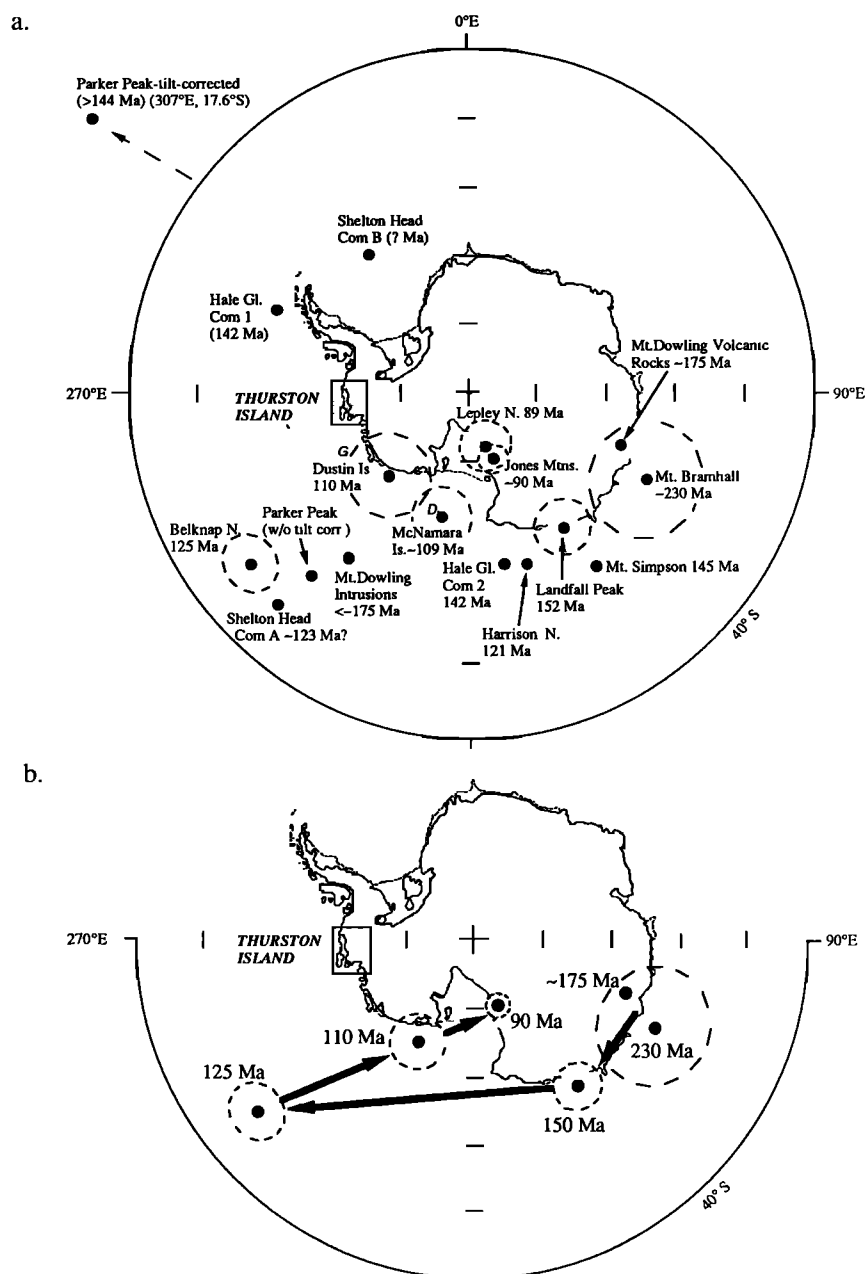 a.
0°E
Parker Peak-tilt-corrected
(>144 Ma) (307°E, 17.6°S)
Shelton Head
Com B (? Ma)
Hale Gl.
Com 1
(142 Ma)
Mt.Dowling Volcanic
Rocks ~175 Ma
270°E
THURSTON
ISLAND
90°E
Lepley N. 89 Ma
G
Dustin Is
110 Ma
Jones Mtns.
~90 Ma
Mt. Bramhall
~230 Ma
D
McNamara
Is.~109 Ma
Parker Peak
(w/o tilt corr )
Belknap N.
125 Ma
Mt.Dowling
Intrusions
<~175 Ma
Hale Gl.
Com 2
142 Ma
Mt. Simpson 145 Ma
Landfall Peak
152 Ma
Shelton Head
Com A ~123 Ma?
Harrison N.
121 Ma
40° S
b.
270°E
THURSTON
ISLAND
90°E
~175 Ma
110 Ma
90 Ma
230 Ma
125 Ma
150 Ma
40° S